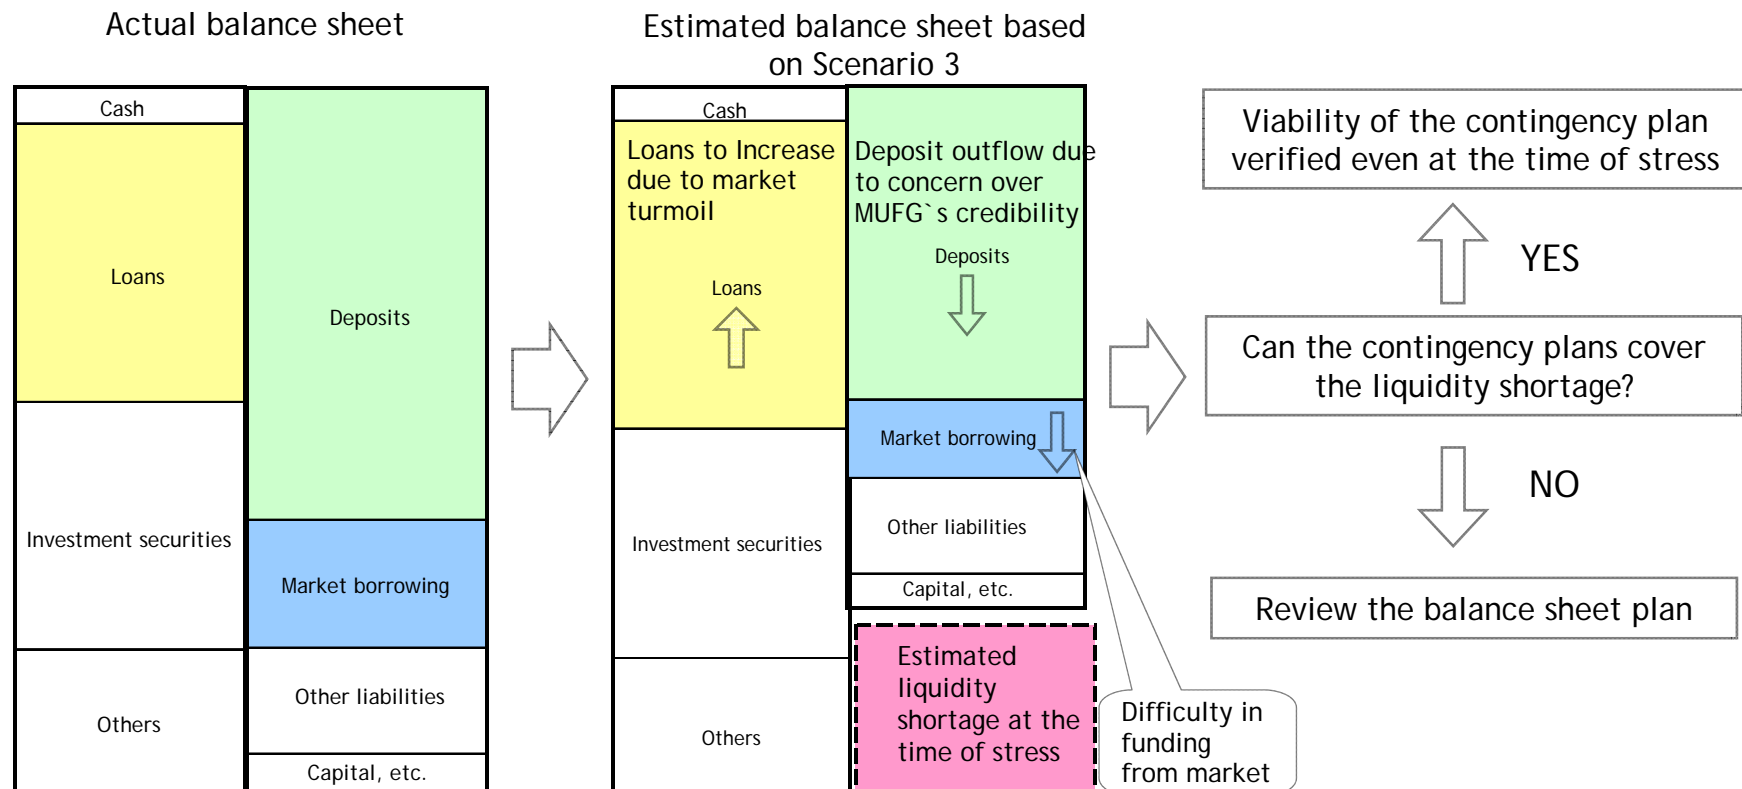 Actual balance sheet
Cash
Loans
Investment securities
Others
Deposits
Market borrowing
Other liabilities
Capital, etc.
Estimated balance sheet based
on Scenario 3
Cash
Loans to Increase
due to market
turmoil
Loans
Investment securities
Others
Deposit outflow due
to concern over
MUFG`s credibility
Deposits
Market borrowing
Other liabilities
Capital, etc.
Estimated
liquidity
shortage at the
time of stress
Difficulty in
funding
from market
Viability of the contingency plan
verified even at the time of stress
YES
Can the contingency plans cover
the liquidity shortage?
NO
Review the balance sheet plan